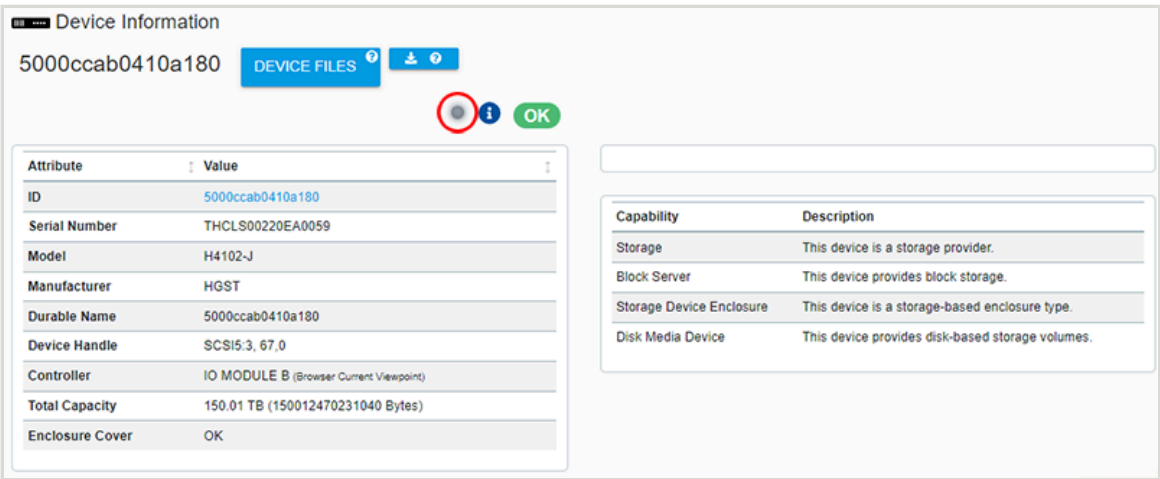 Device Information
5000ccab0410a180 DEVICE FILES ? ?
i OK
Attribute Value
ID 5000ccab0410a180
Serial Number THCLS00220EA0059
Model H4102-J
Manufacturer HGST
Durable Name 5000ccab0410a180
Device Handle SCSI5:3, 67,0
Controller IO MODULE B (Browser Current Viewpoint)
Total Capacity 150.01 TB (150012470231040 Bytes)
Enclosure Cover OK
Capability Description
Storage This device is a storage provider.
Block Server This device provides block storage.
Storage Device Enclosure This device is a storage-based enclosure type.
Disk Media Device This device provides disk-based storage volumes.